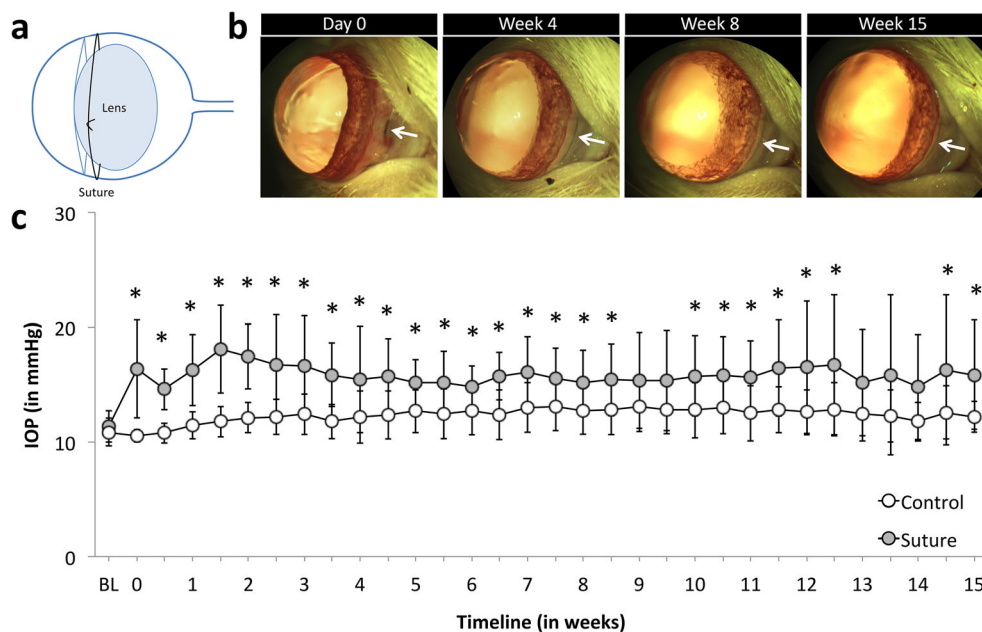 a
Lens
Suture
b
Day 0
Week 4
Week 8
Week 15
c
IOP (in mmHg)
30
20
10
0
* * * * * * * * * * * * * * * * * * * * * * * * * *
Control
Suture
BL 0 1 2 3 4 5 6 7 8 9 10 11 12 13 14 15
Timeline (in weeks)